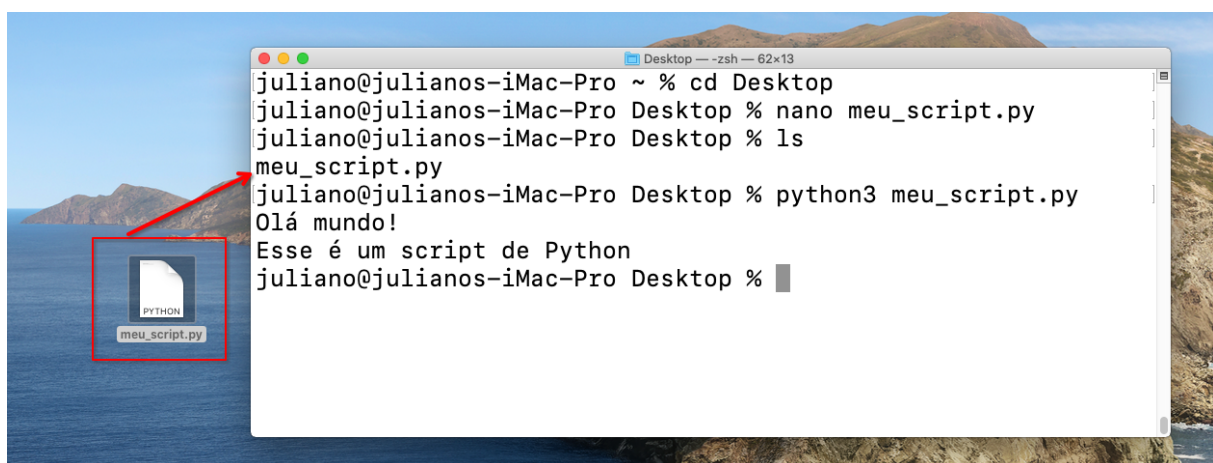 Desktop — -zsh — 62×13
juliano@julianos-iMac-Pro ~ % cd Desktop
juliano@julianos-iMac-Pro Desktop % nano meu_script.py
juliano@julianos-iMac-Pro Desktop % ls
meu_script.py
juliano@julianos-iMac-Pro Desktop % python3 meu_script.py
Olá mundo!
Esse é um script de Python
juliano@julianos-iMac-Pro Desktop %
PYTHON
meu_script.py